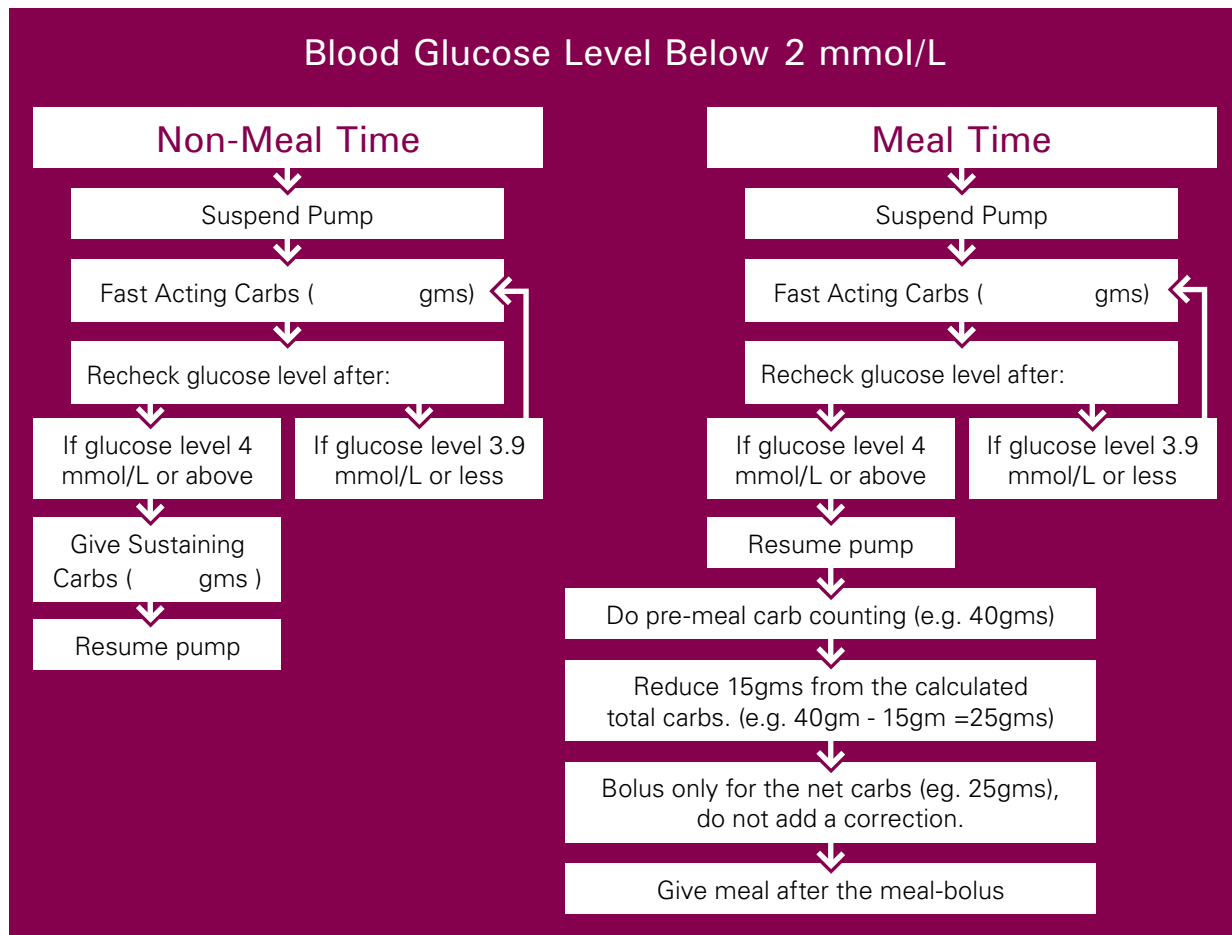 Blood Glucose Level Below 2 mmol/L
Non-Meal Time
Suspend Pump
Fast Acting Carbs ( gms)
Recheck glucose level after:
If glucose level 4
mmol/L or above
If glucose level 3.9
mmol/L or less
Give Sustaining
Carbs ( gms )
Resume pump
Meal Time
Suspend Pump
Fast Acting Carbs ( gms)
Recheck glucose level after:
If glucose level 4
mmol/L or above
If glucose level 3.9
mmol/L or less
Resume pump
Do pre-meal carb counting (e.g. 40gms)
Reduce 15gms from the calculated
total carbs. (e.g. 40gm - 15gm =25gms)
Bolus only for the net carbs (eg. 25gms),
do not add a correction.
Give meal after the meal-bolus